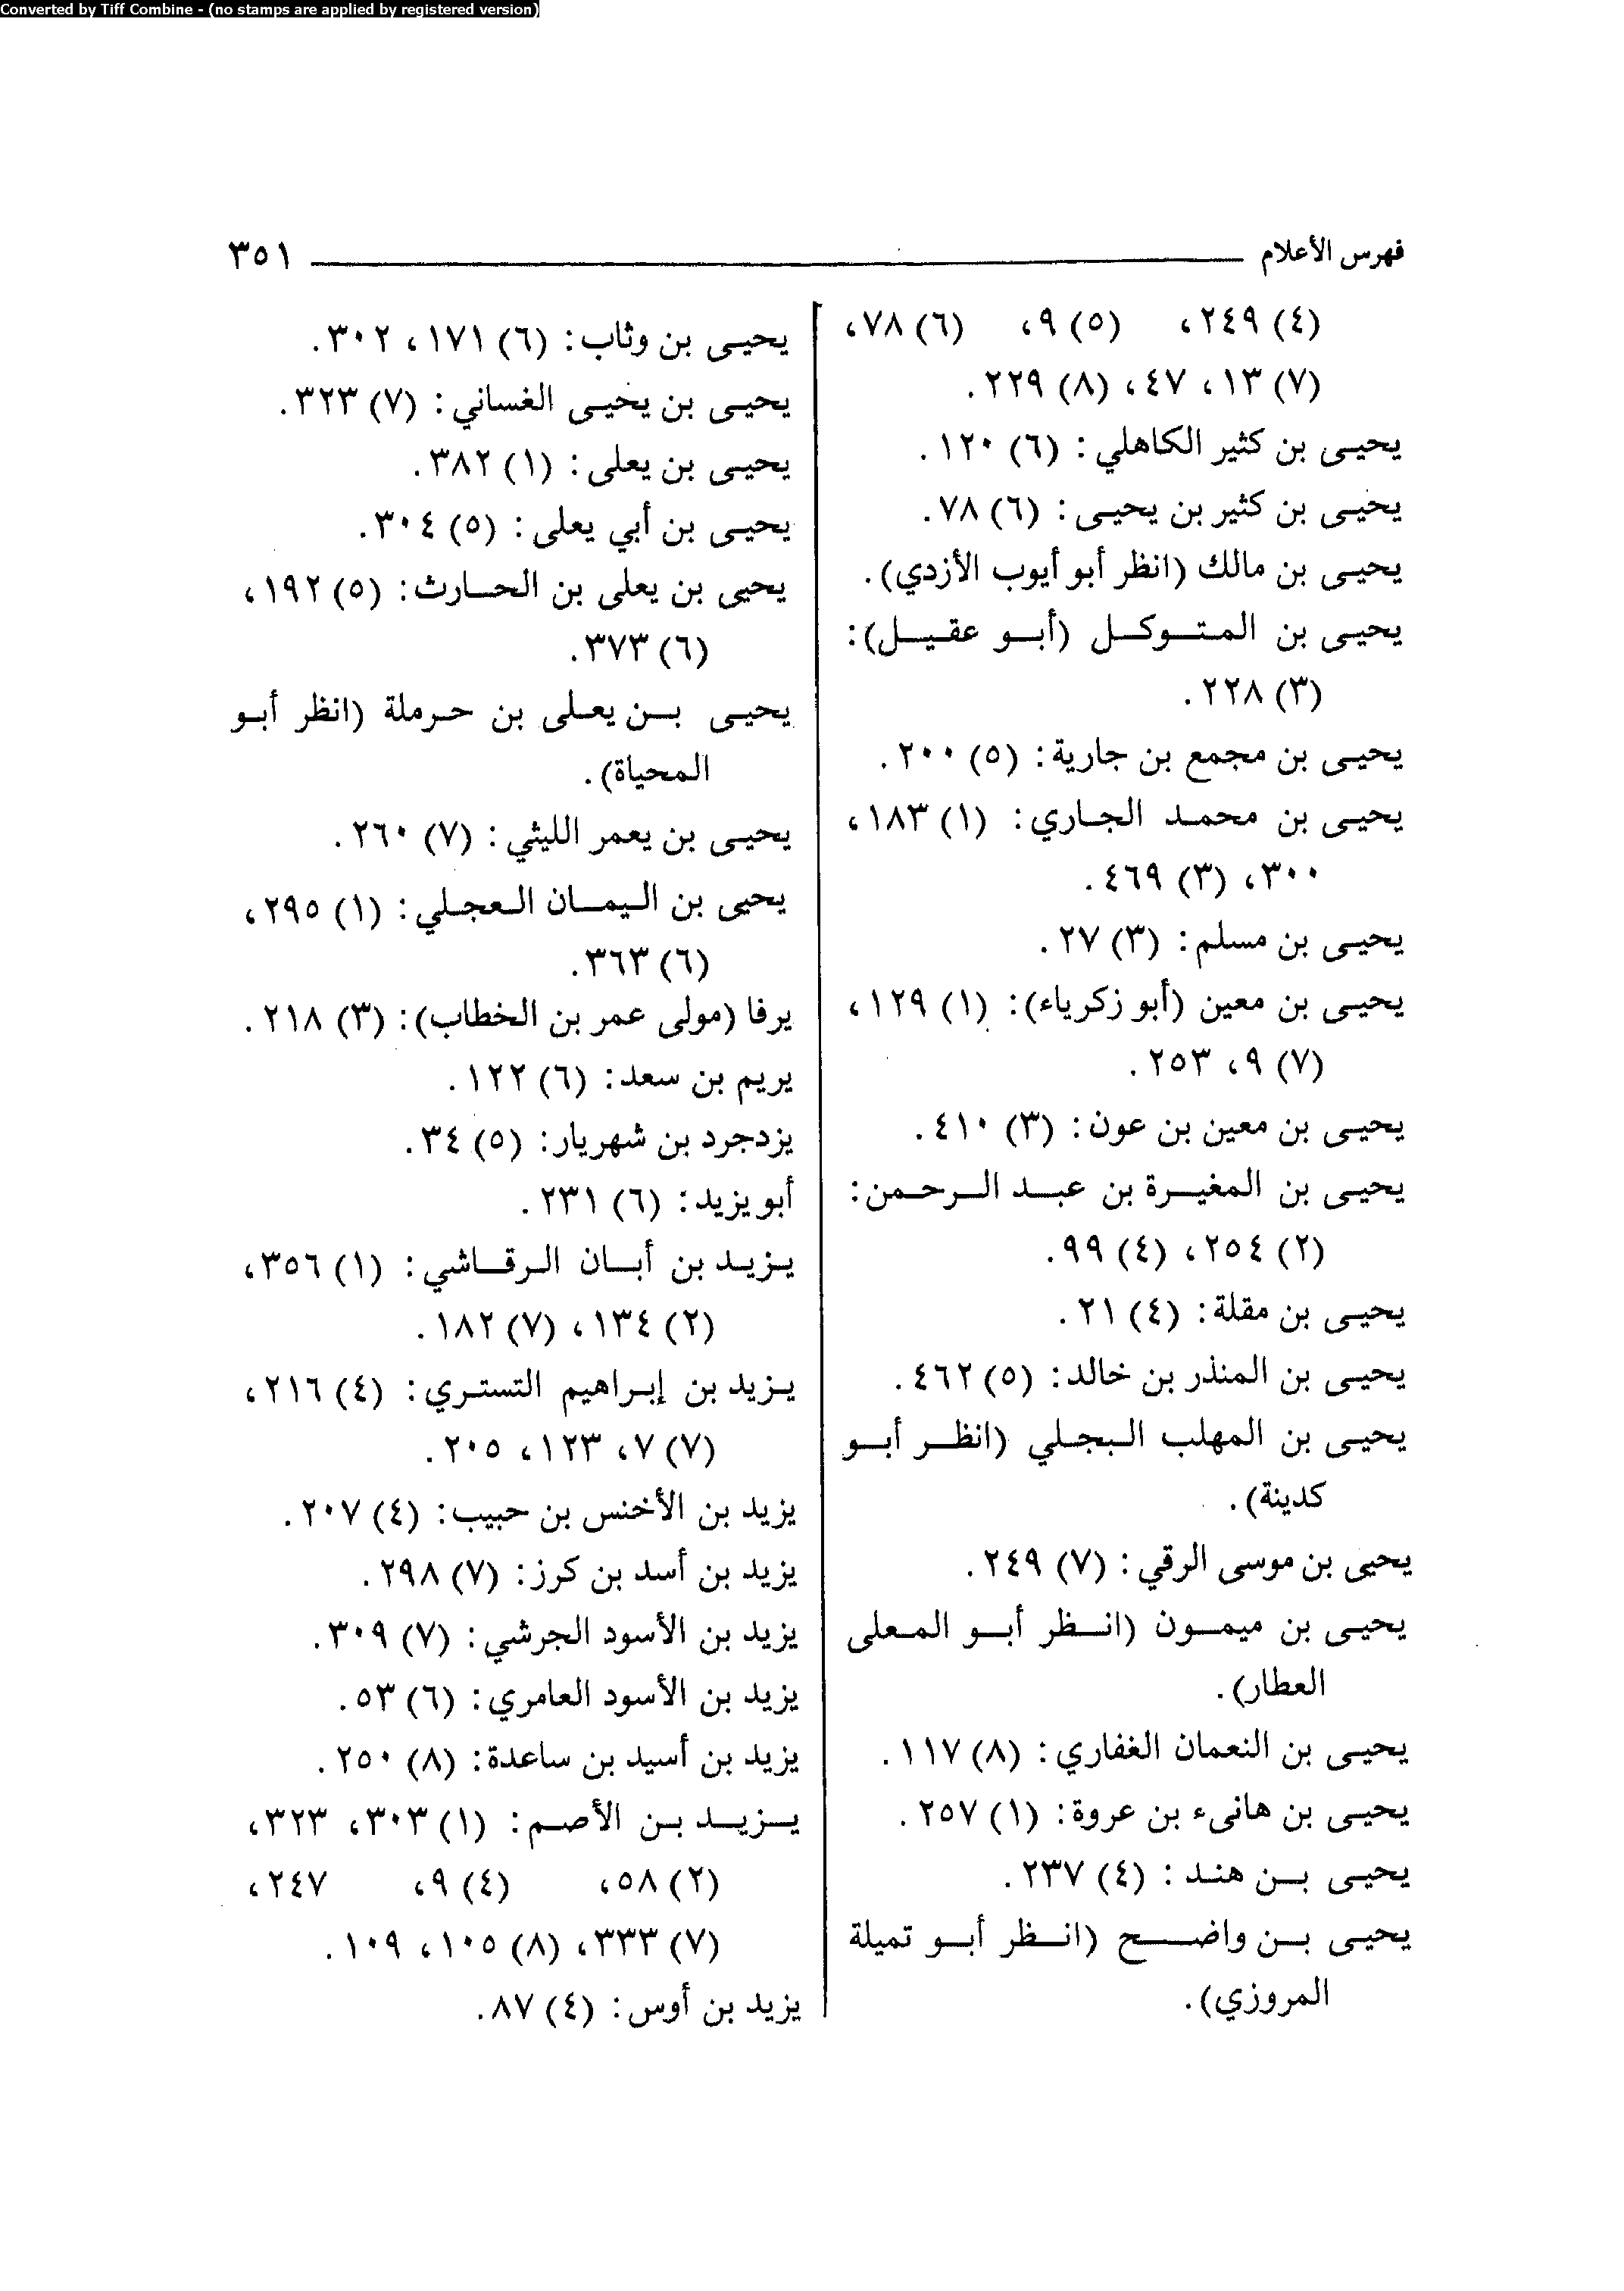 Converted by Tiff Combine - (no stamps are applied by registered version)
فهرس الأعلام ٣٥١
(٤) ٢٤٩، (٥) ٩، (٦) ٧٨،
(٧) ١٣، ٤٧، (٨) ٢٢٩.
يحيى بن كثير الكاهلي: (٦) ١٢٠.
يحيى بن كثير بن يحيى: (٦) ٧٨.
يحيى بن مالك (انظر أبو أيوب الأزدي).
يحيى بن المتوكل (أبو عقيل):
(٣) ٢٢٨.
يحيى بن مجمع بن جارية: (٥) ٢٠٠.
يحيى بن محمد الجاري: (١) ١٨٣،
٣٠٠، (٣) ٤٦٩.
يحيى بن مسلم: (٣) ٢٧.
يحيى بن معين (أبو زكرياء): (١) ١٢٩،
(٧) ٩، ٢٥٣.
يحيى بن معين بن عون: (٣) ٤١٠.
يحيى بن المغيرة بن عبد الرحمن:
(٢) ٢٥٤، (٤) ٩٩.
يحيى بن مقلة: (٤) ٢١.
يحيى بن المنذر بن خالد: (٥) ٤٦٢.
يحيى بن المهلب البجلي (انظر أبو
كدينة).
يحيى بن موسى الرقي: (٧) ٢٤٩.
يحيى بن ميمون (انظر أبو المعلى
العطار).
يحيى بن النعمان الغفاري: (٨) ١١٧.
يحيى بن هانىء بن عروة: (١) ٢٥٧.
يحيى بن هند: (٤) ٢٣٧.
يحيى بن واضح (انظر أبو تميلة
المروزي).
يحيى بن وثاب: (٦) ١٧١، ٣٠٢.
يحيى بن يحيى الغساني: (٧) ٣٢٣.
يحيى بن يعلى: (١) ٣٨٢.
يحيى بن أبي يعلى: (٥) ٣٠٤.
يحيى بن يعلى بن الحارث: (٥) ١٩٢،
(٦) ٣٧٣.
يحيى بن يعلى بن حرملة (انظر أبو
المحياة).
يحيى بن يعمر الليثي: (٧) ٢٦٠.
يحيى بن اليمان العجلي: (١) ٢٩٥،
(٦) ٣٦٣.
يرفا (مولى عمر بن الخطاب): (٣) ٢١٨.
يريم بن سعد: (٦) ١٢٢.
يزدجرد بن شهريار: (٥) ٣٤.
أبو يزيد: (٦) ٢٣١.
يزيد بن أبان الرقاشي: (١) ٣٥٦،
(٢) ١٣٤، (٧) ١٨٢.
يزيد بن إبراهيم التستري: (٤) ٢١٦،
(٧) ٧، ١٢٣، ٢٠٥.
يزيد بن الأخنس بن حبيب: (٤) ٢٠٧.
يزيد بن أسد بن كرز: (٧) ٢٩٨.
يزيد بن الأسود الجرشي: (٧) ٣٠٩.
يزيد بن الأسود العامري: (٦) ٥٣.
يزيد بن أسيد بن ساعدة: (٨) ٢٥٠.
يزيد بن الأصم: (١) ٣٠٣، ٣٢٣،
(٢) ٥٨، (٤) ٩، ٢٤٧،
(٧) ٣٣٣، (٨) ١٠٥، ١٠٩.
يزيد بن أوس: (٤) ٨٧.